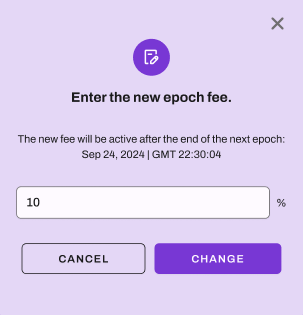 Enter the new epoch fee.
The new fee will be active after the end of the next epoch:
Sep 24, 2024 | GMT 22:30:04
10 %
CANCEL CHANGE